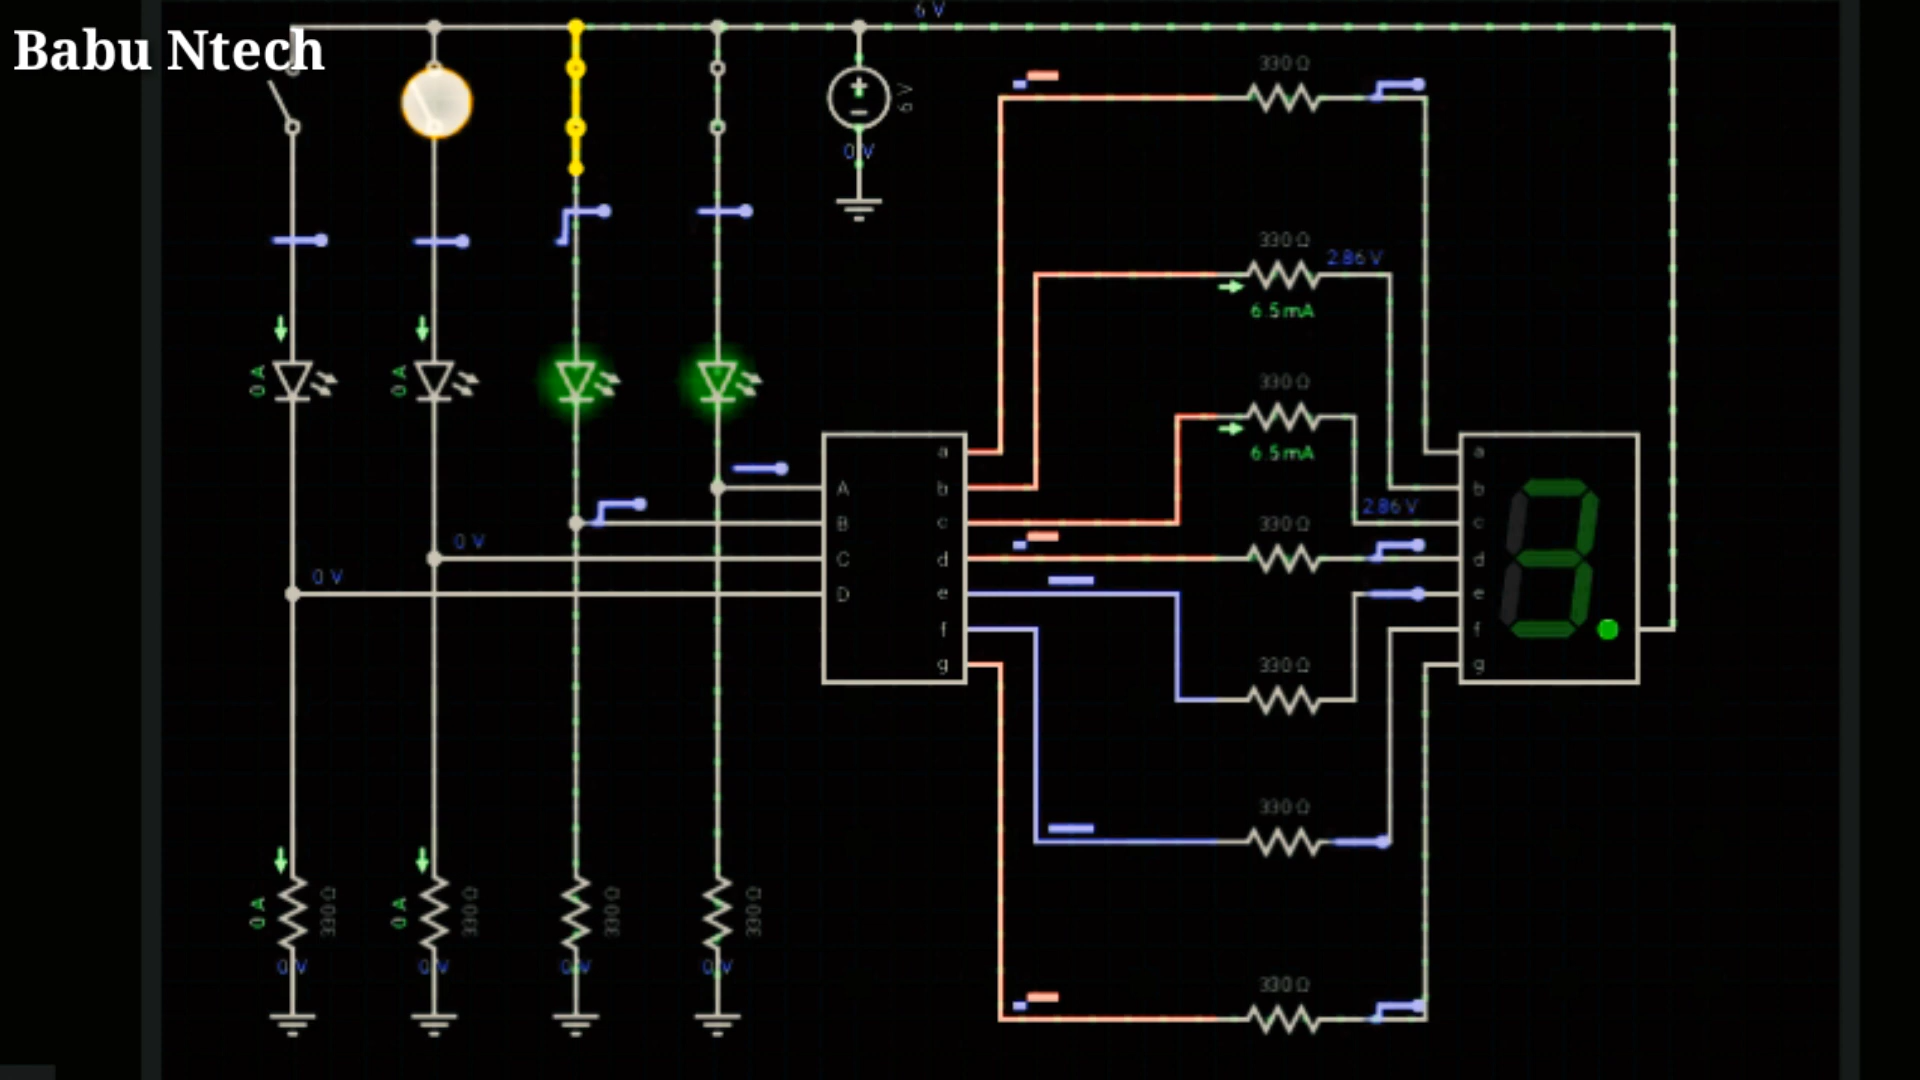 6 V
Babu Ntech
330 Ω
6 V
0 V
330 Ω
2.86 V
6.5 mA
330 Ω
0 A
0 A
6.5 mA
a
a
A
b
b
2.86 V
B
c
330 Ω
c
0 V
C
d
d
0 V
D
e
e
f
f
g
330 Ω
g
330 Ω
0 A
330 Ω
0 A
330 Ω
330 Ω
330 Ω
0 V
0 V
0 V
0 V
330 Ω